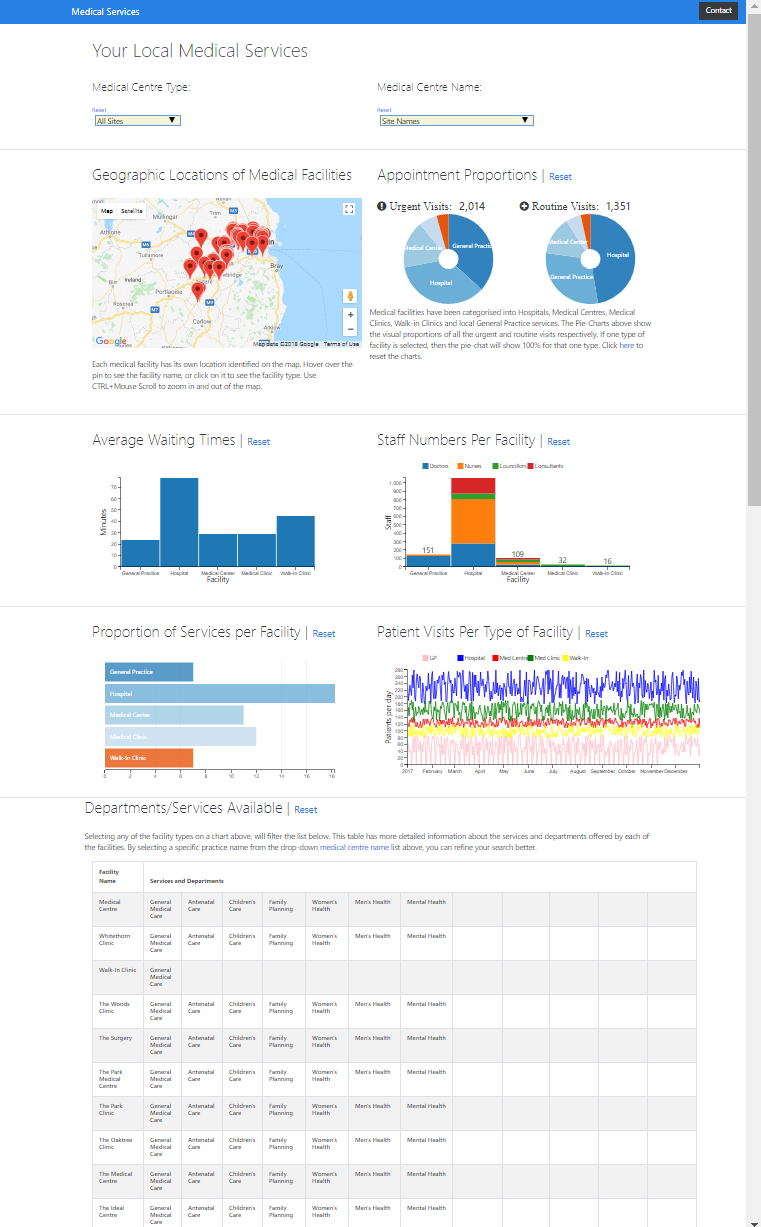 Medical Services
Contact
Your Local Medical Services
Medical Centre Type:
Medical Centre Name:
Reset
Reset
All Sites
Site Names
Geographic Locations of Medical Facilities
Appointment Proportions | Reset
Map Satellite
Mullingar
Trim
M3
Athlone
M4
M6
Tullamore
Bray
Birr
Ireland
Portlaoise
Roscrea
M7
Carlow
Arklow
Google
Map data ©2018 Google Terms of Use
Urgent Visits: 2,014
Routine Visits: 1,351
Medical Center
General Practice
Hospital
Medical Center
Hospital
General Practice
Each medical facility has its own location identified on the map. Hover over the
pin to see the facility name, or click on it to see the facility type. Use
CTRL+Mouse Scroll to zoom in and out of the map.
Medical facilities have been categorised into Hospitals, Medical Centres, Medical
Clinics, Walk-in Clinics and local General Practice services. The Pie-Charts above show
the visual proportions of all the urgent and routine visits respectively. If one type of
facility is selected, then the pie-chat will show 100% for that one type. Click here to
reset the charts.
Average Waiting Times | Reset
Staff Numbers Per Facility | Reset
Minutes
70
60
50
40
30
20
10
0
General Practice Hospital Medical Center Medical Clinic Walk-In Clinic
Facility
Doctors Nurses Councillors Consultants
Staff
1,000
900
800
700
600
500
400
300
200
100
0
151
109
32
16
General Practice Hospital Medical Center Medical Clinic Walk-In Clinic
Facility
Proportion of Services per Facility | Reset
Patient Visits Per Type of Facility | Reset
General Practice
Hospital
Medical Center
Medical Clinic
Walk-In Clinic
0 2 4 6 8 10 12 14 16 18
GP Hospital Med Centre Med Clinic Walk-In
Patients per day
280
260
240
220
200
180
160
140
120
100
80
60
40
20
0
2017 February March April May June July August September October November December
Departments/Services Available | Reset
Selecting any of the facility types on a chart above, will filter the list below. This table has more detailed information about the services and departments offered by each of
the facilities. By selecting a specific practice name from the drop-down medical centre name list above, you can refine your search better.
Facility Name Services and Departments
Medical Centre General Medical Care Antenatal Care Children's Care Family Planning Women's Health Men's Health Mental Health
Whitethorn Clinic General Medical Care Antenatal Care Children's Care Family Planning Women's Health Men's Health Mental Health
Walk-In Clinic General Medical Care
The Woods Clinic General Medical Care Antenatal Care Children's Care Family Planning Women's Health Men's Health Mental Health
The Surgery General Medical Care Antenatal Care Children's Care Family Planning Women's Health Men's Health Mental Health
The Park Medical Centre General Medical Care Antenatal Care Children's Care Family Planning Women's Health Men's Health Mental Health
The Park Clinic General Medical Care Antenatal Care Children's Care Family Planning Women's Health Men's Health Mental Health
The Oaktree Clinic General Medical Care Antenatal Care Children's Care Family Planning Women's Health Men's Health Mental Health
The Medical Centre General Medical Care Antenatal Care Children's Care Family Planning Women's Health Men's Health Mental Health
The Ideal Centre General Medical Care Antenatal Care Children's Care Family Planning Women's Health Men's Health Mental Health